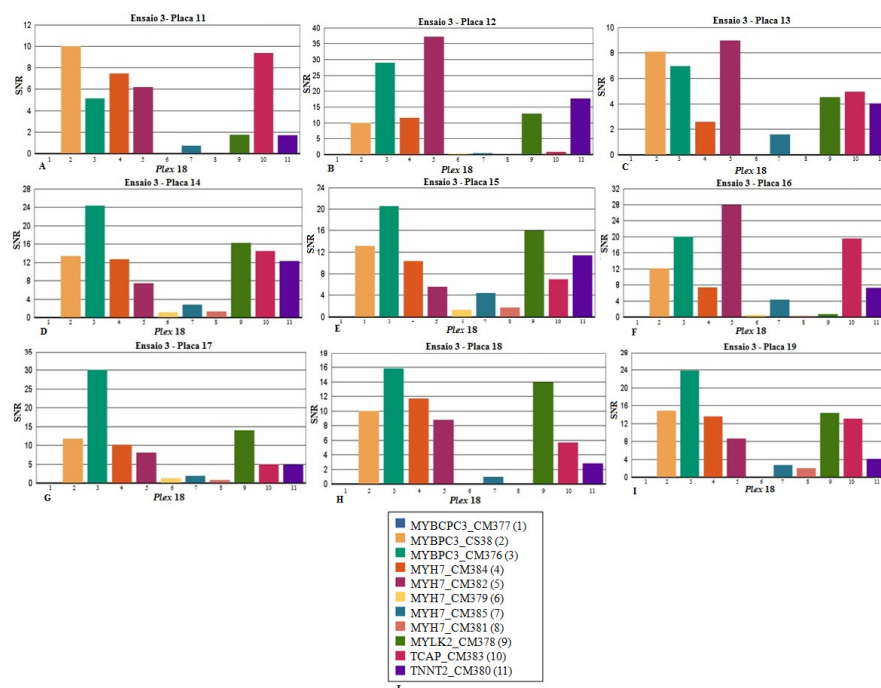 Ensaio 3- Placa 11
SNR
12
10
8
6
4
2
0
1 2 3 4 5 6 7 8 9 10 11
A
Plex 18
Ensaio 3 - Placa 12
SNR
40
35
30
25
20
15
10
5
0
1 2 3 4 5 6 7 8 9 10 11
B
Plex 18
Ensaio 3 - Placa 13
SNR
10
8
6
4
2
0
1 2 3 4 5 6 7 8 9 10 1
C
Plex 18
Ensaio 3 - Placa 14
SNR
28
24
20
16
12
8
4
0
1 2 3 4 5 6 7 8 9 10 11
D
Plex 18
Ensaio 3 - Placa 15
SNR
24
20
16
12
8
4
0
3 5 6 7 8 9 10 11
E
Plex 18
Ensaio 3 - Placa 16
SNR
32
28
24
20
16
12
8
4
0
1 2 3 4 5 6 7 8 9 10 11
F
Plex 18
Ensaio 3 - Placa 17
SNR
35
30
25
20
15
10
5
0
1 2 3 4 5 6 7 8 9 10 11
G
Plex 18
Ensaio 3 - Placa 18
SNR
18
16
14
12
10
8
6
4
2
0
1 2 3 4 5 6 7 8 9 10 11
H
Plex 18
Ensaio 3 - Placa 19
SNR
28
24
20
16
12
8
4
0
1 2 3 4 5 6 7 8 9 10 11
I
Plex 18
MYBCPC3_CM377 (1)
MYBPC3_CS38 (2)
MYBPC3_CM376 (3)
MYH7_CM384 (4)
MYH7_CM382 (5)
MYH7_CM379 (6)
MYH7_CM385 (7)
MYH7_CM381 (8)
MYLK2_CM378 (9)
TCAP_CM383 (10)
TNNT2_CM380 (11)